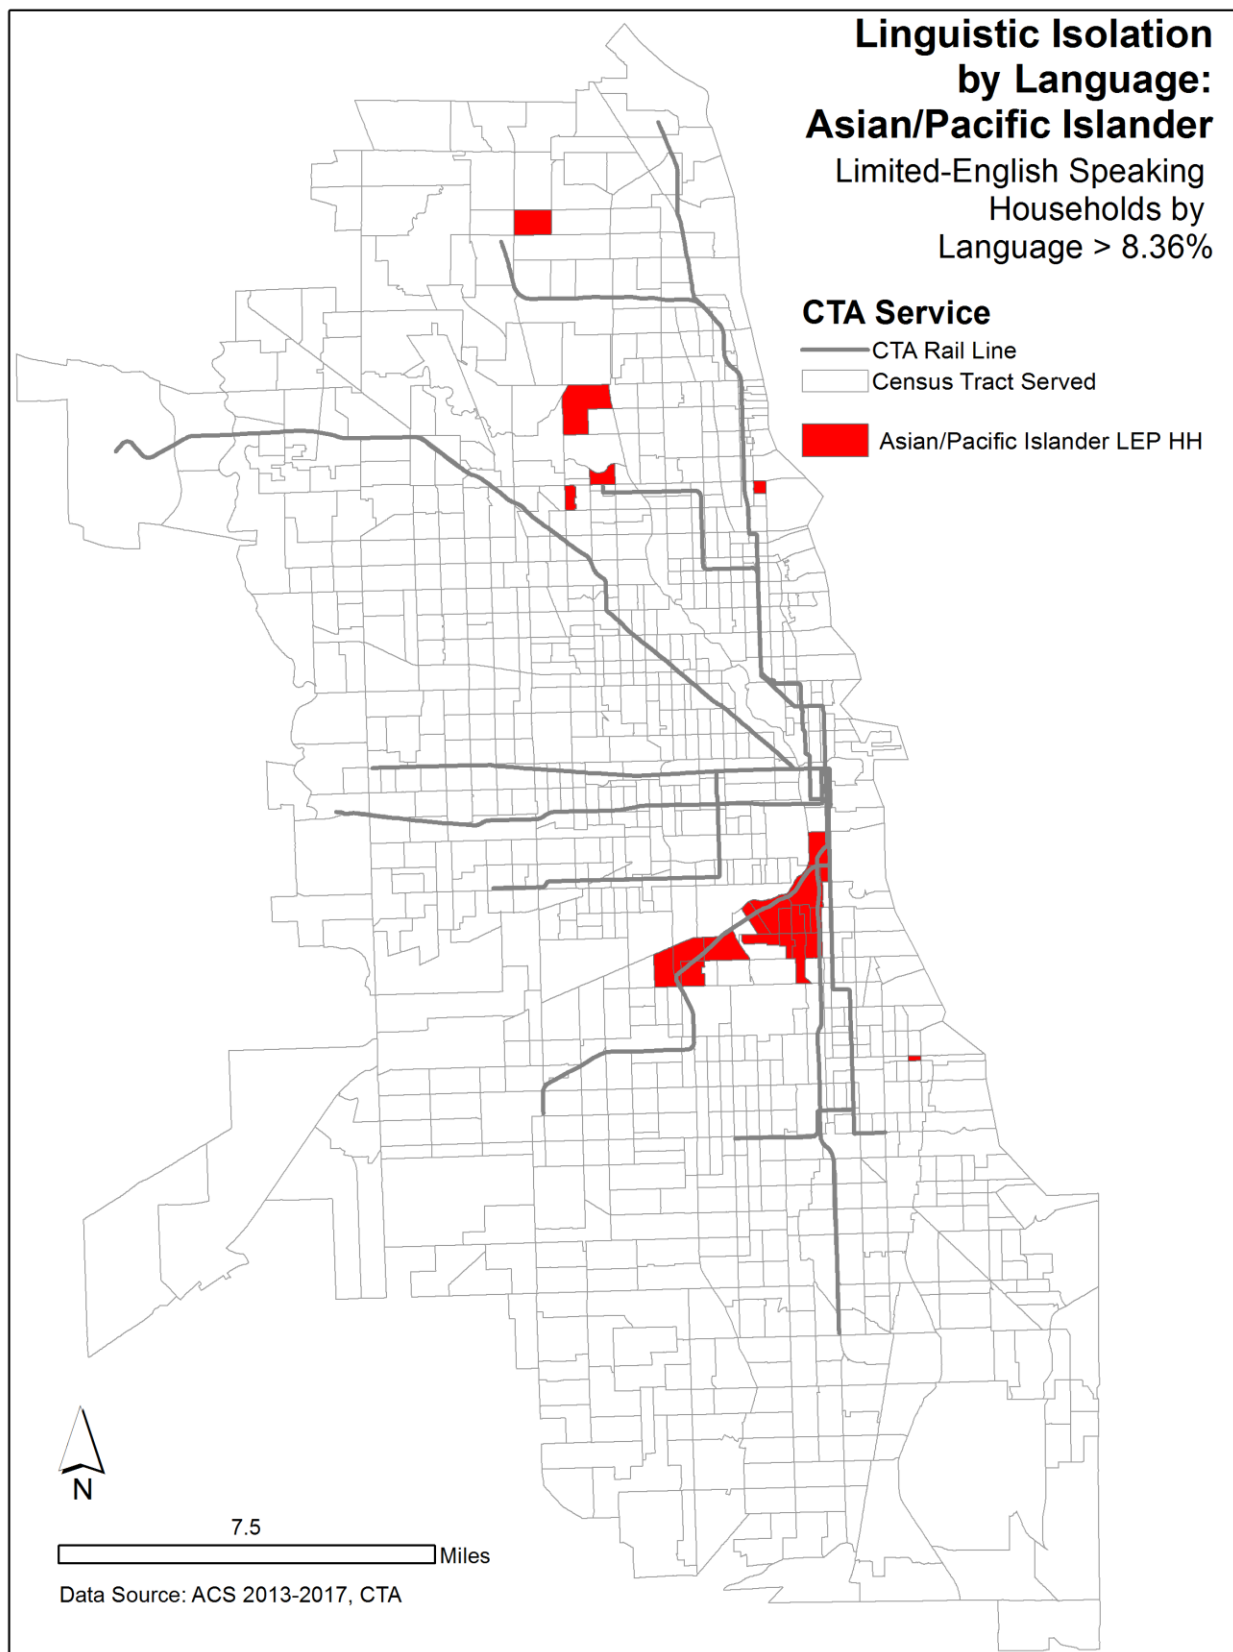 Linguistic Isolation
by Language:
Asian/Pacific Islander
Limited-English Speaking
Households by
Language > 8.36%
CTA Service
CTA Rail Line
Census Tract Served
Asian/Pacific Islander LEP HH
N
7.5
Miles
Data Source: ACS 2013-2017, CTA